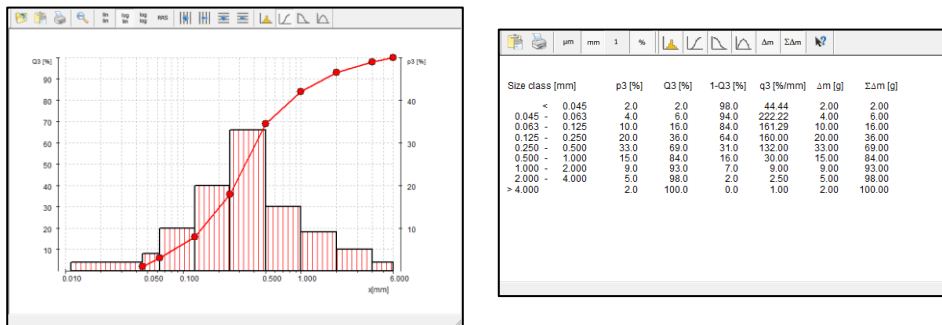 lin lin
log lin
log log
RRS
Q3 [%]
p3 [%]
90
80
70
60
50
40
30
20
10
40
30
20
10
0.010 0.050 0.100 0.500 1.000 6.000
x[mm]
µm mm 1 % Δm ΣΔm
Size class [mm] p3 [%] Q3 [%] 1-Q3 [%] q3 [%/mm] Δm [g] ΣΔm [g]
< 0.045 2.0 2.0 98.0 44.44 2.00 2.00
0.045 - 0.063 4.0 6.0 94.0 222.22 4.00 6.00
0.063 - 0.125 10.0 16.0 84.0 161.29 10.00 16.00
0.125 - 0.250 20.0 36.0 64.0 160.00 20.00 36.00
0.250 - 0.500 33.0 69.0 31.0 132.00 33.00 69.00
0.500 - 1.000 15.0 84.0 16.0 30.00 15.00 84.00
1.000 - 2.000 9.0 93.0 7.0 9.00 9.00 93.00
2.000 - 4.000 5.0 98.0 2.0 2.50 5.00 98.00
> 4.000 2.0 100.0 0.0 1.00 2.00 100.00